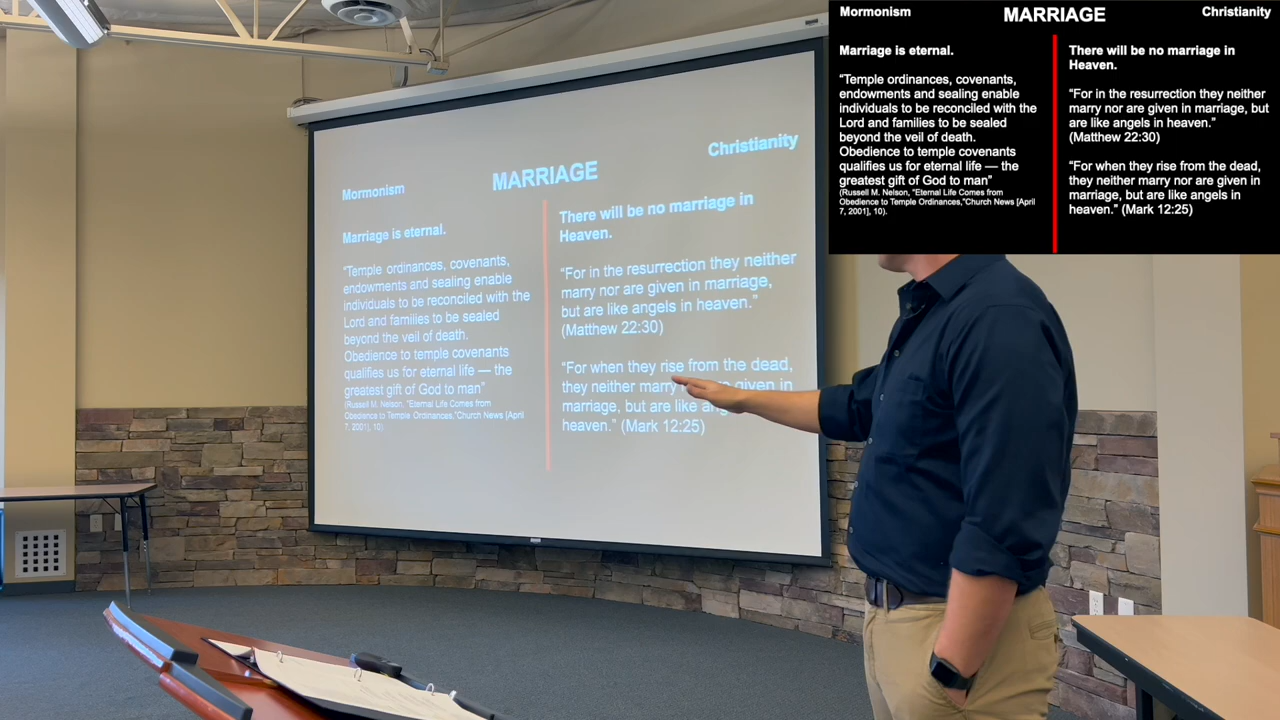 Mormonism
MARRIAGE
Christianity
Marriage is eternal.
“Temple ordinances, covenants,
endowments and sealing enable
individuals to be reconciled with the
Lord and families to be sealed
beyond the veil of death.
Obedience to temple covenants
qualifies us for eternal life — the
greatest gift of God to man”
(Russell M. Nelson, “Eternal Life Comes from
Obedience to Temple Ordinances,”Church News [April
7, 2001], 10).
There will be no marriage in
Heaven.
“For in the resurrection they neither
marry nor are given in marriage,
but are like angels in heaven.”
(Matthew 22:30)
“For when they rise from the dead,
they neither marry given in
marriage, but are like
heaven.” (Mark 12:25)
Mormonism
MARRIAGE
Christianity
Marriage is eternal.
“Temple ordinances, covenants,
endowments and sealing enable
individuals to be reconciled with the
Lord and families to be sealed
beyond the veil of death.
Obedience to temple covenants
qualifies us for eternal life — the
greatest gift of God to man”
(Russell M. Nelson, “Eternal Life Comes from
Obedience to Temple Ordinances,”Church News [April
7, 2001], 10).
There will be no marriage in
Heaven.
“For in the resurrection they neither
marry nor are given in marriage, but
are like angels in heaven.”
(Matthew 22:30)
“For when they rise from the dead,
they neither marry nor are given in
marriage, but are like angels in
heaven.” (Mark 12:25)